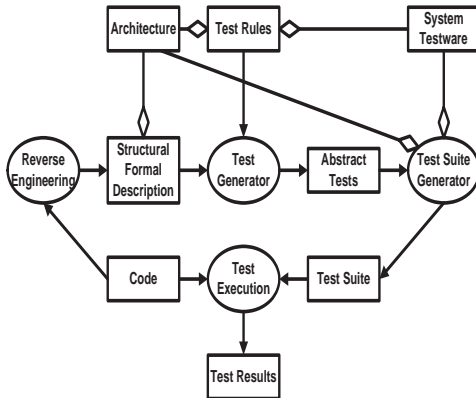 Architecture
Test Rules
System
Testware
Reverse
Engineering
Structural
Formal
Description
Test
Generator
Abstract
Tests
Test Suite
Generator
Code
Test
Execution
Test Suite
Test Results